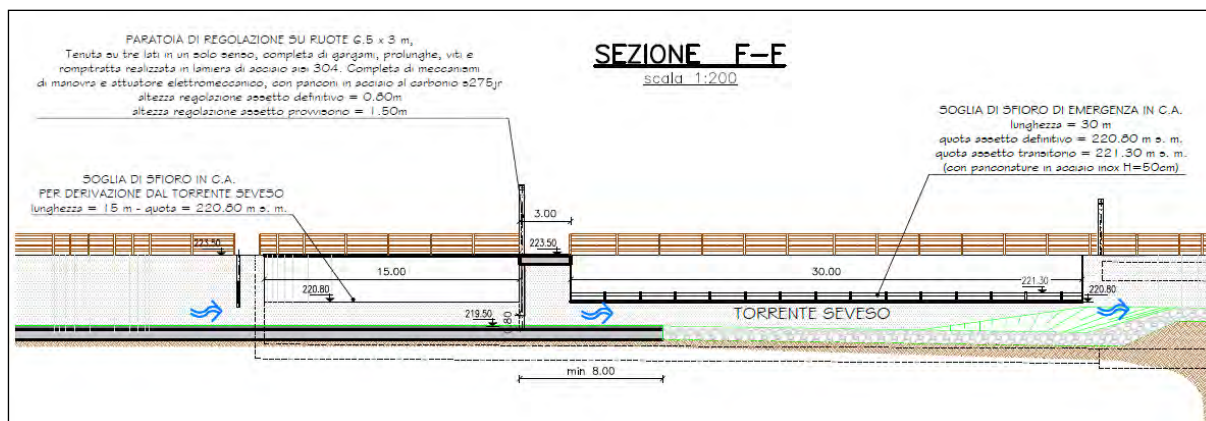 PARATOIA DI REGOLAZIONE SU RUOTE 6.5 x 3 m,
Tenuta su tre lati in un solo senso, completa di gargami, prolunghe, viti e
rompitratta realizzata in lamiera di acciaio aisi 304. Completa di meccanismi
di manovra e attuatore elettromeccanico, con panconi in acciaio al carbonio s275jr
altezza regolazione assetto definitivo = 0.80m
altezza regolazione assetto provvisorio = 1.50m
SEZIONE F-F
scala 1:200
SOGLIA DI SFIORO DI EMERGENZA IN C.A.
lunghezza = 30 m
quota assetto definitivo = 220.80 m s. m.
quota assetto transitorio = 221.30 m s. m.
(con panconature in acciaio inox H=50cm)
SOGLIA DI SFIORO IN C.A.
PER DERIVAZIONE DAL TORRENTE SEVESO
lunghezza = 15 m - quota = 220.80 m s. m.
3.00
223.50
223.50
15.00
30.00
220.80
221.30
220.80
219.50
0.80
TORRENTE SEVESO
min 8.00